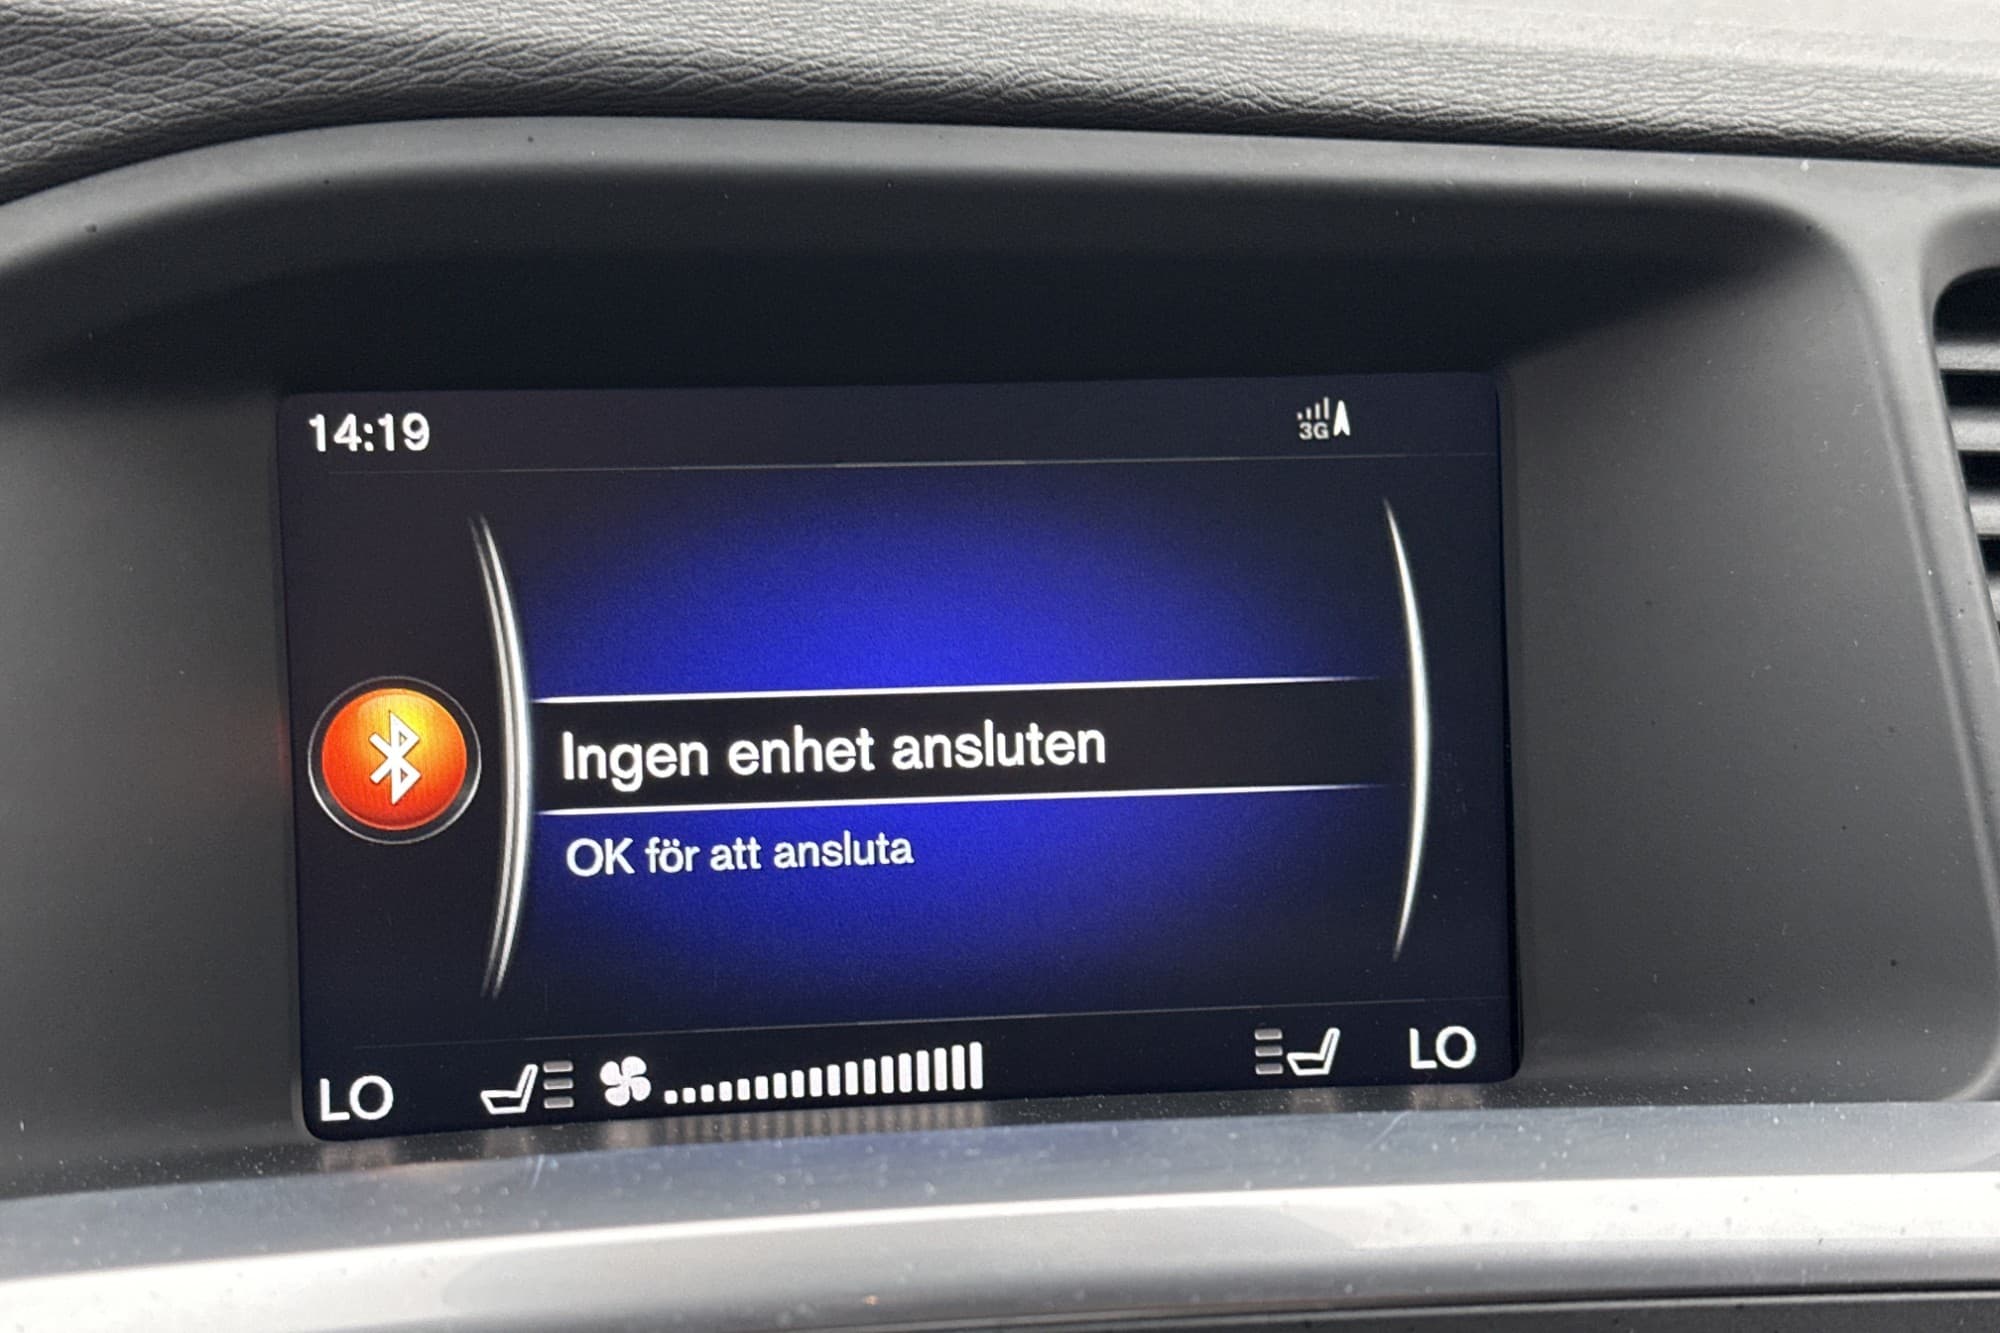 14:19
3G
Ingen enhet ansluten
OK för att ansluta
LO
LO